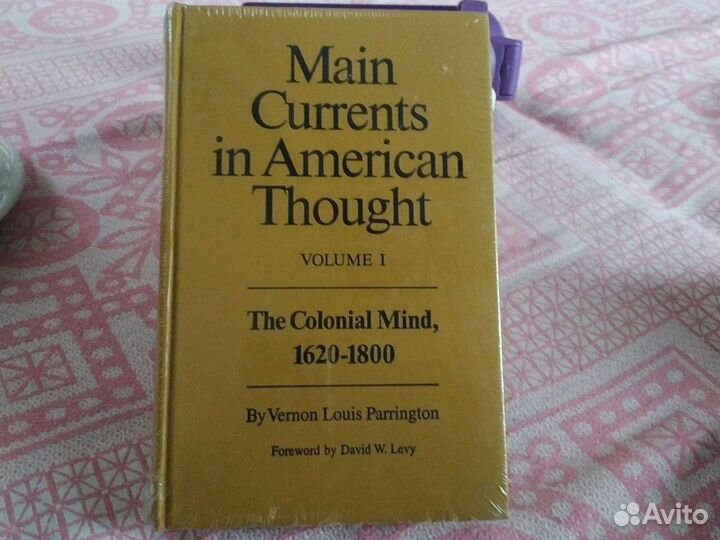 Main
Currents
in American
Thought
VOLUME I
The Colonial Mind,
1620-1800
By Vernon Louis Parrington
Foreword by David W. Levy
Avito